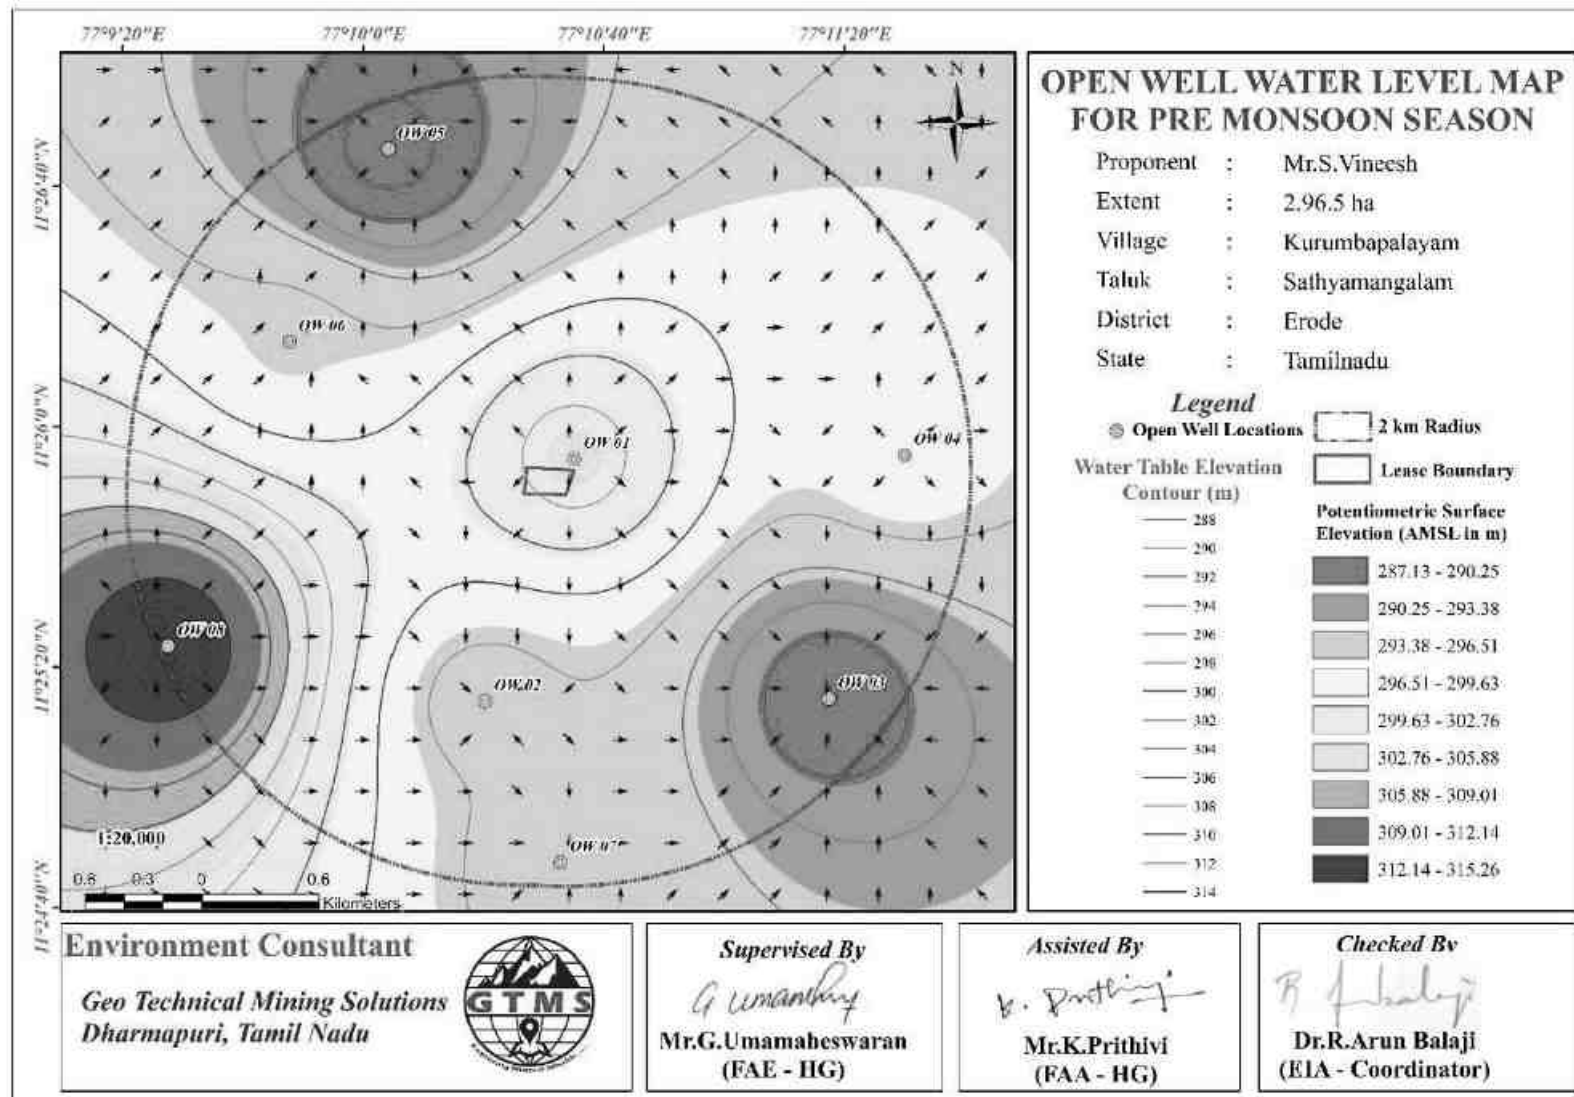 77°9'20"E 77°10'0"E 77°10'40"E 77°11'20"E
11°26'40"N
11°26'0"N
11°25'20"N
11°24'40"N
N
OW 05
OW 06
OW 01
OW 04
OW 08
OW 02
OW 03
OW 07
1:20,000
0.6 0.3 0 0.6
Kilometers
OPEN WELL WATER LEVEL MAP
FOR PRE MONSOON SEASON
Proponent : Mr.S.Vineesh
Extent : 2.96.5 ha
Village : Kurumbapalayam
Taluk : Sathyamangalam
District : Erode
State : Tamilnadu
Legend
Open Well Locations
2 km Radius
Lease Boundary
Water Table Elevation
Contour (m)
288
290
292
294
296
298
300
302
304
306
308
310
312
314
Potentiometric Surface
Elevation (AMSL in m)
287.13 - 290.25
290.25 - 293.38
293.38 - 296.51
296.51 - 299.63
299.63 - 302.76
302.76 - 305.88
305.88 - 309.01
309.01 - 312.14
312.14 - 315.26
Environment Consultant
Geo Technical Mining Solutions
Dharmapuri, Tamil Nadu
GTMS
Supervised By
Mr.G.Umamaheswaran
(FAE - HG)
Assisted By
Mr.K.Prithivi
(FAA - HG)
Checked By
Dr.R.Arun Balaji
(EIA - Coordinator)